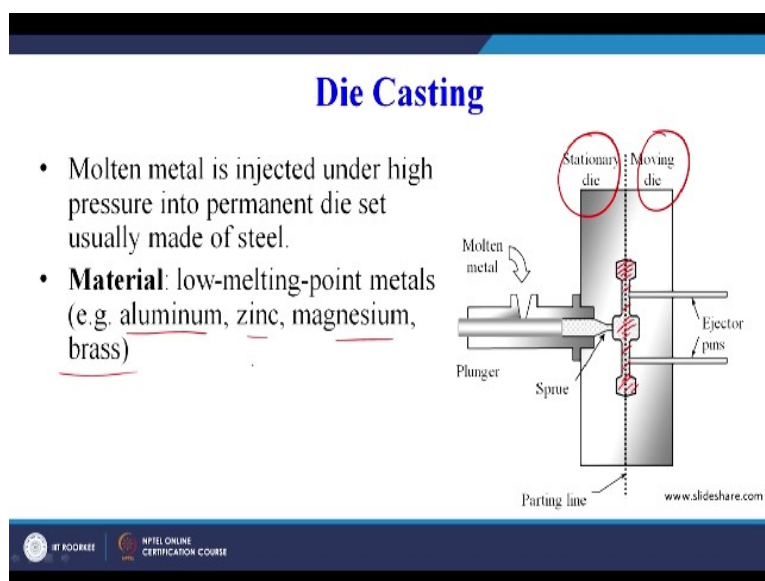 Die Casting
• Molten metal is injected under high
pressure into permanent die set
usually made of steel.
• Material: low-melting-point metals
(e.g. aluminum, zinc, magnesium,
brass)
Stationary
die
Moving
die
Molten
metal
Plunger
Sprue
Ejector
pins
Parting line
www.slideshare.com
IIT ROORKEE
NPTEL ONLINE
CERTIFICATION COURSE